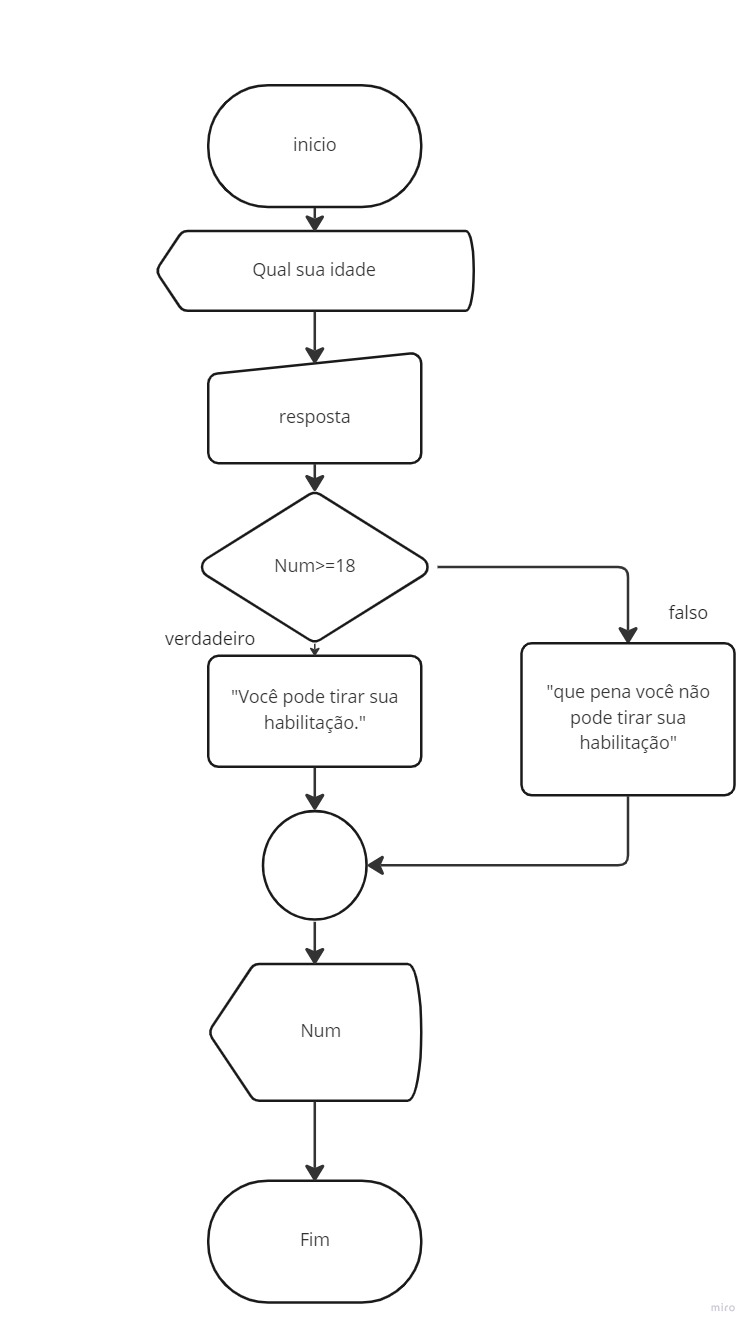 inicio
Qual sua idade
resposta
Num>=18
verdadeiro
falso
"Você pode tirar sua
habilitação."
"que pena você não
pode tirar sua
habilitação"
Num
Fim
miro